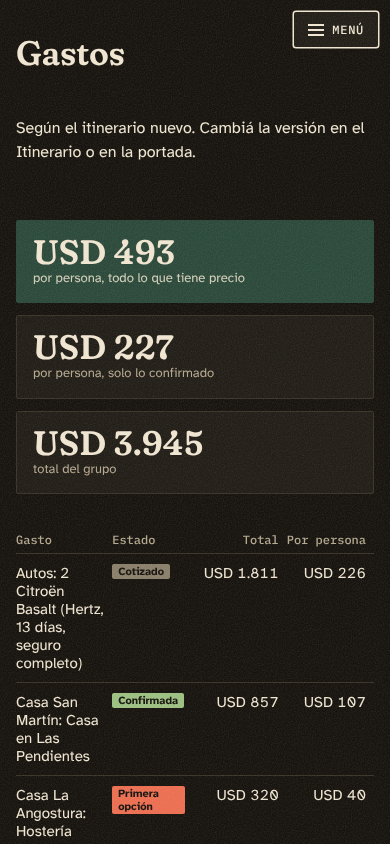 MENÚ
Gastos
Según el itinerario nuevo. Cambiá la versión en el
Itinerario o en la portada.
USD 493
por persona, todo lo que tiene precio
USD 227
por persona, solo lo confirmado
USD 3.945
total del grupo
Gasto Estado Total Por persona
Autos: 2 Cotizado USD 1.811 USD 226
Citroën
Basalt (Hertz,
13 días,
seguro
completo)
Casa San Confirmada USD 857 USD 107
Martín: Casa
en Las
Pendientes
Casa La Primera USD 320 USD 40
Angostura: opción
Hostería